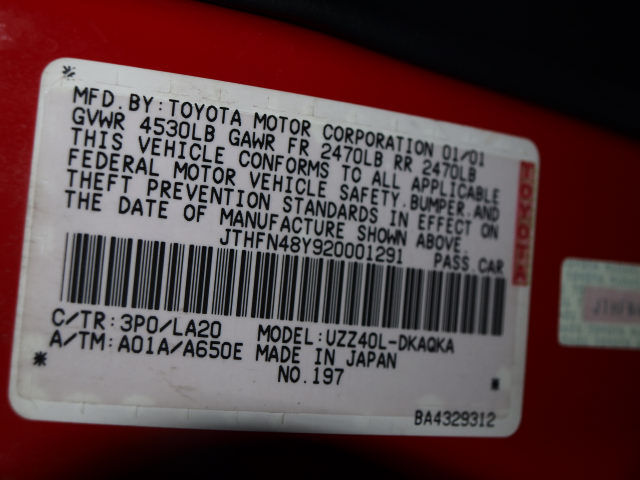 MFD.BY:TOYOTA MOTOR CORPORATION 01/01
GVWR 4530LB GAWR FR 2470LB RR 2470LB
THIS VEHICLE CONFORMS TO ALL APPLICABLE
FEDERAL MOTOR VEHICLE SAFETY,BUMPER,AND
THEFT PREVENTION STANDARDS IN EFFECT ON
THE DATE OF MANUFACTURE SHOWN ABOVE.
JTHFN48Y920001291 PASS.CAR
C/TR:3P0/LA20 MODEL:UZZ40L-DKAQKA
A/TM:A01A/A650E MADE IN JAPAN
NO.197
BA4329312
TOYOTA